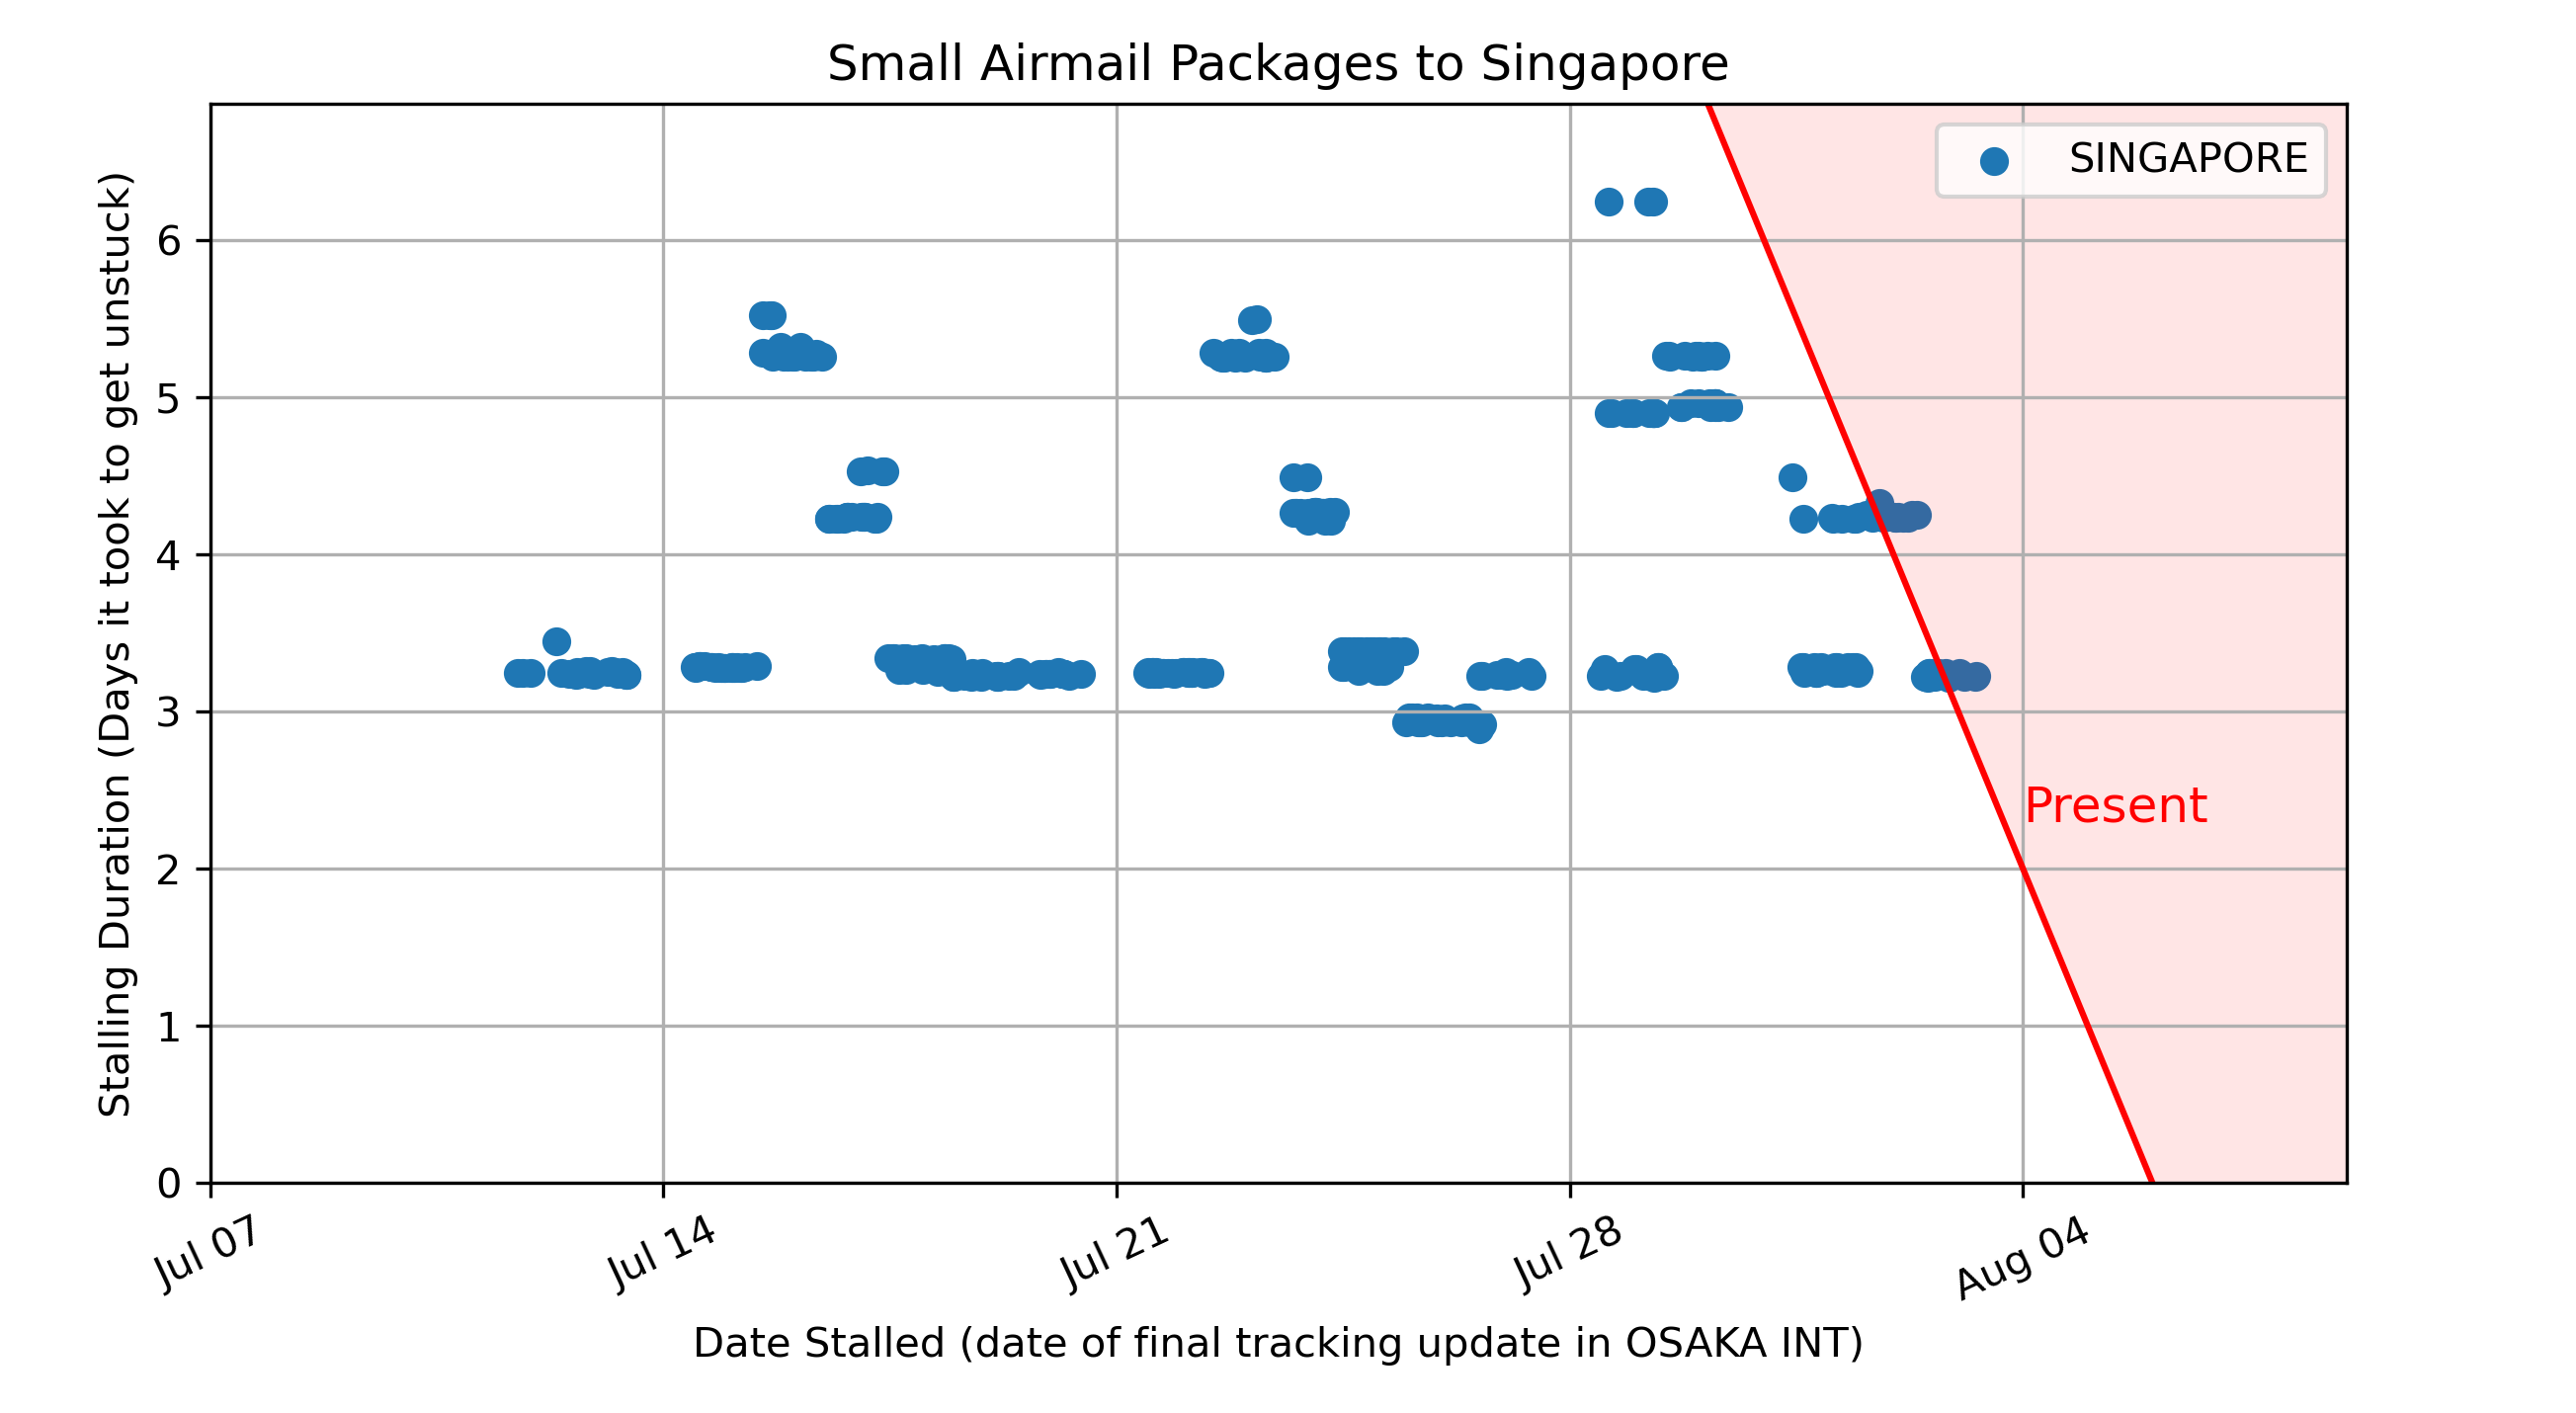 Small Airmail Packages to Singapore
SINGAPORE
Stalling Duration (Days it took to get unstuck)
6
5
4
3
2
1
0
Present
Jul 07
Jul 14
Jul 21
Jul 28
Aug 04
Date Stalled (date of final tracking update in OSAKA INT)